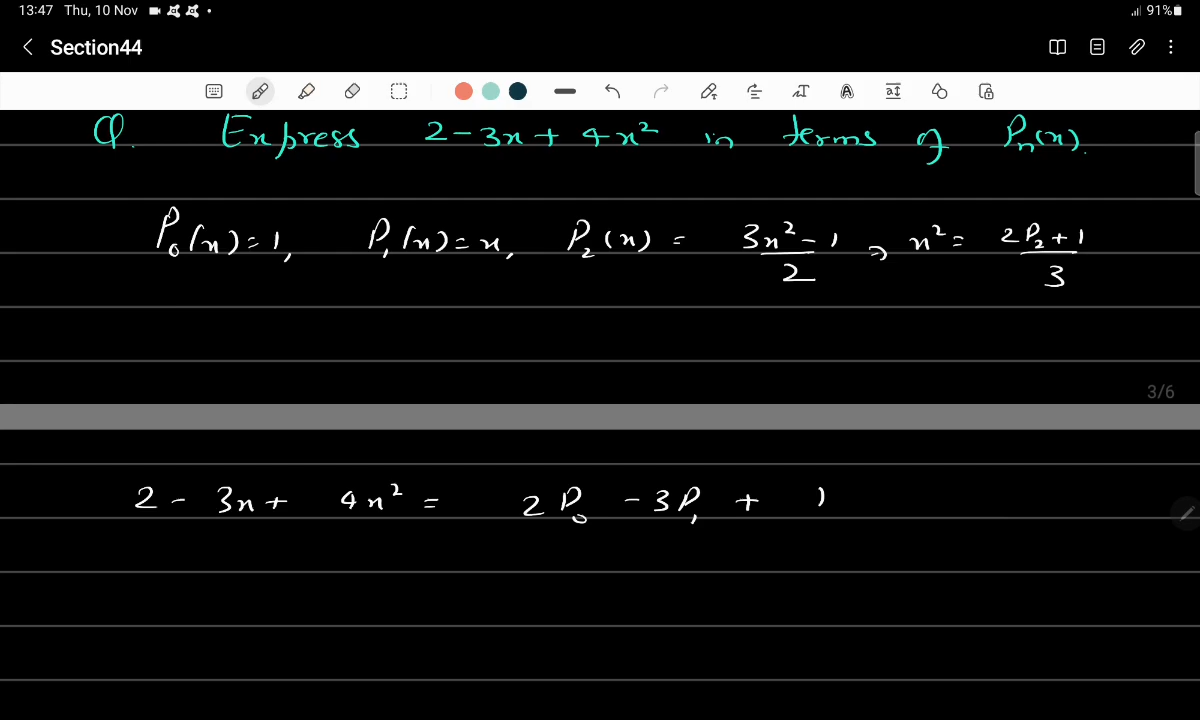 13:47 Thu, 10 Nov 91%
Section44
Q. Express 2 - 3x + 4x² in terms of Pₙ(x).
P₀(x) = 1, P₁(x) = x, P₂(x) = (3x² - 1)/2 ⇒ x² = (2P₂ + 1)/3
3/6
2 - 3x + 4x² = 2P₀ - 3P₁ +